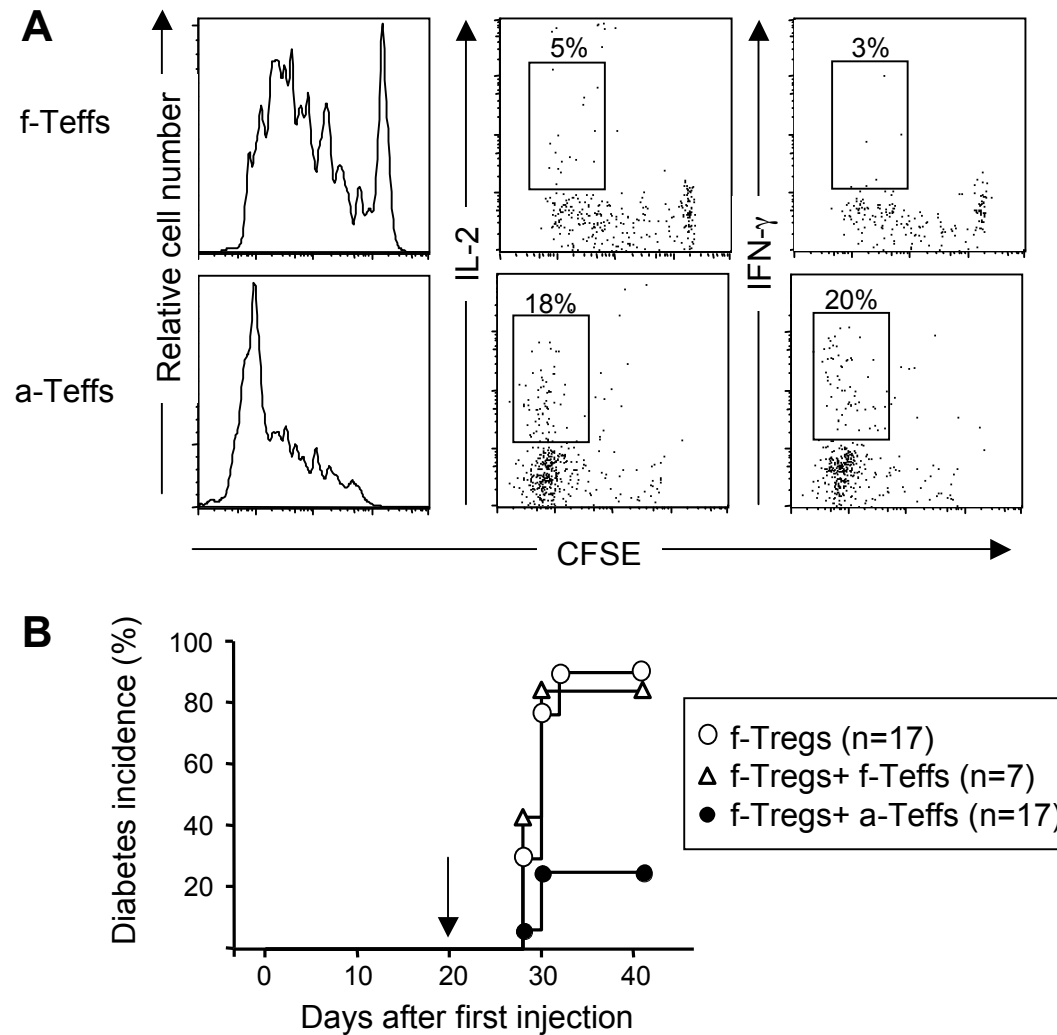 A
f-Teffs
a-Teffs
Relative cell number
IL-2
IFN-γ
5%
3%
18%
20%
CFSE
B
Diabetes incidence (%)
100
80
60
40
20
0 10 20 30 40
Days after first injection
f-Tregs (n=17)
f-Tregs+ f-Teffs (n=7)
f-Tregs+ a-Teffs (n=17)